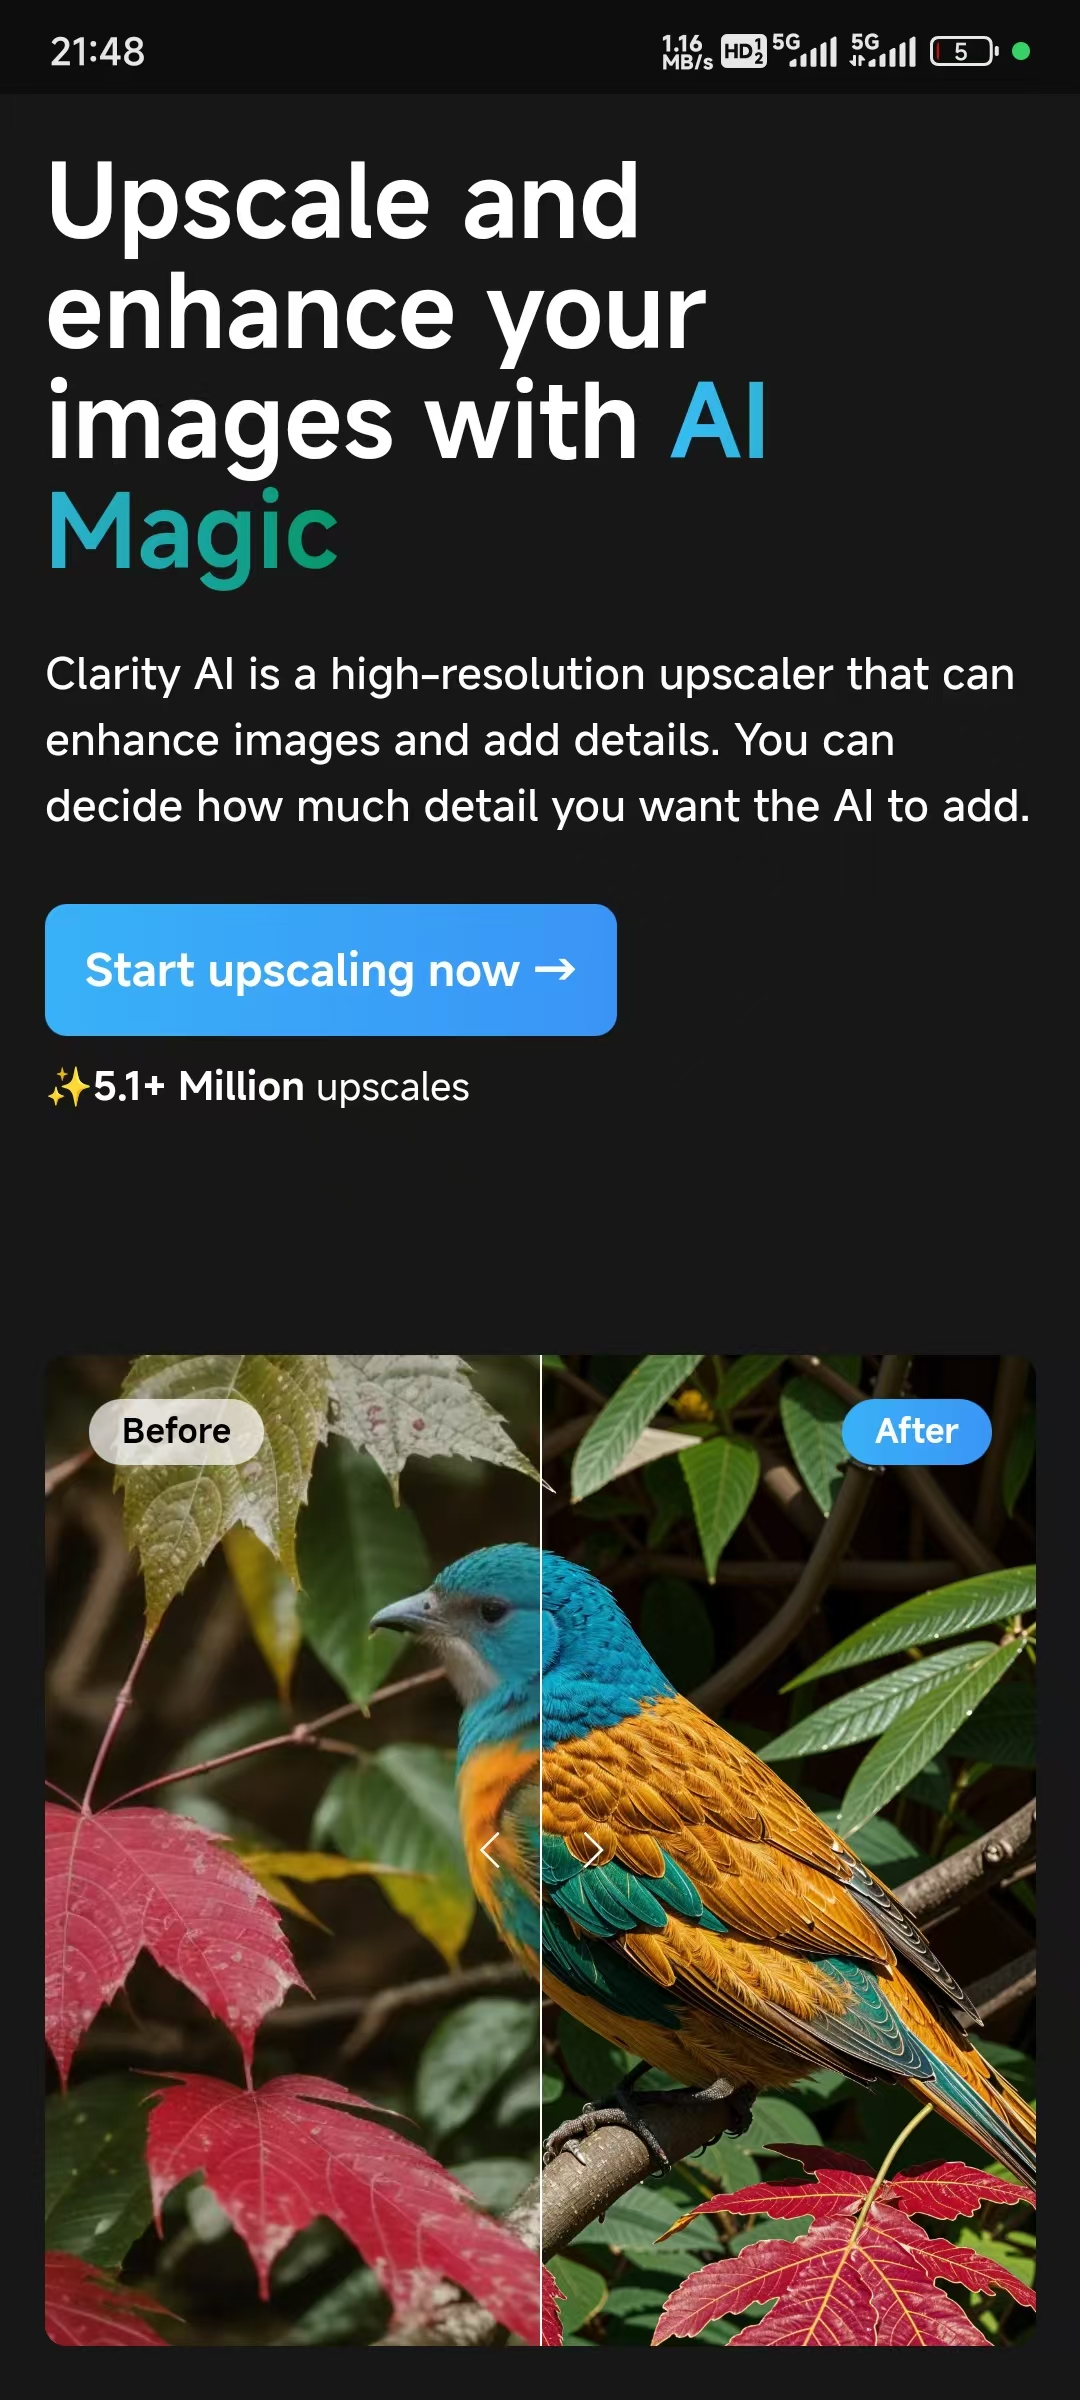 21:48
1.16 MB/s HD 1 2 5G 5G 5
Upscale and
enhance your
images with AI
Magic
Clarity AI is a high-resolution upscaler that can
enhance images and add details. You can
decide how much detail you want the AI to add.
Start upscaling now →
✨5.1+ Million upscales
Before
After